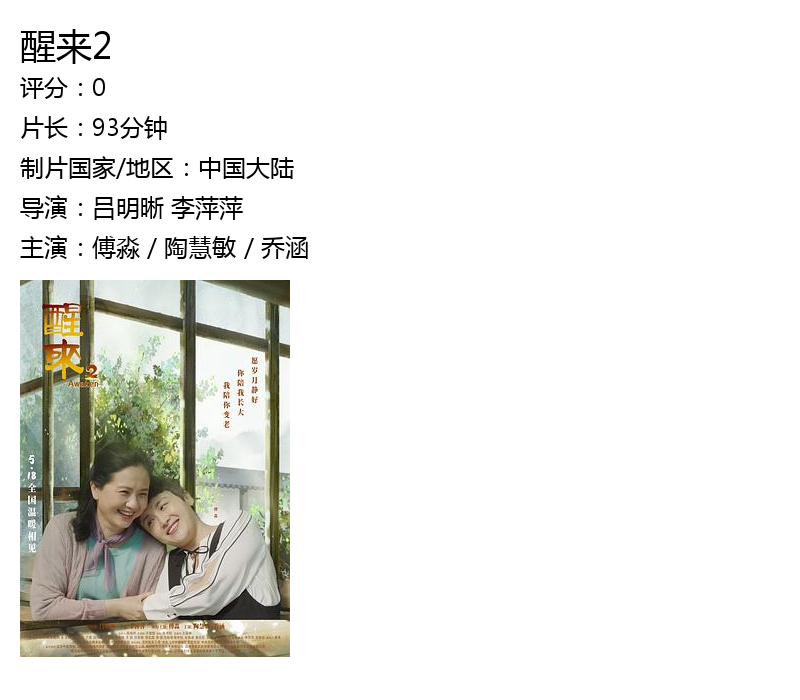 醒来2
评分：0
片长：93分钟
制片国家/地区：中国大陆
导演：吕明晰 李萍萍
主演：傅淼 / 陶慧敏 / 乔涵
醒来2
Awaken
愿岁月静好
你陪我长大
我陪你变老
5·18全国温暖相见